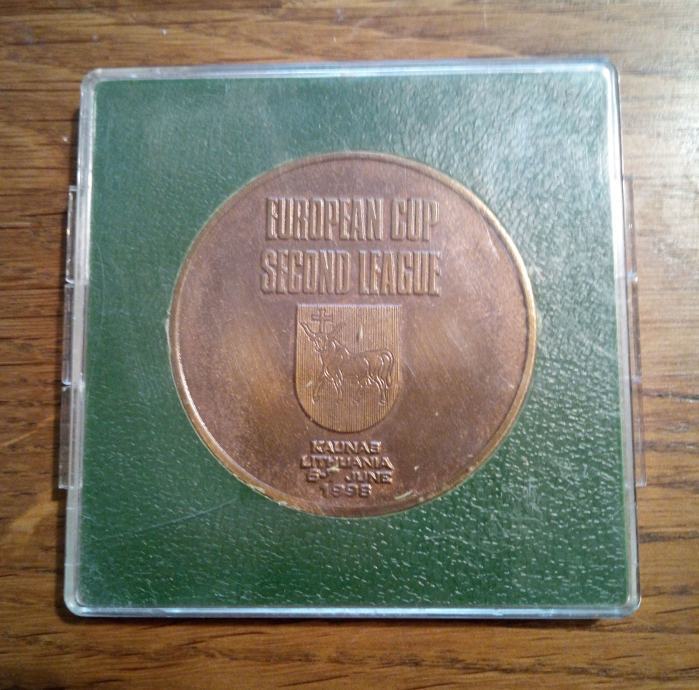 EUROPEAN CUP
SECOND LEAGUE
KAUNAS
LITHUANIA
JUNE
1998